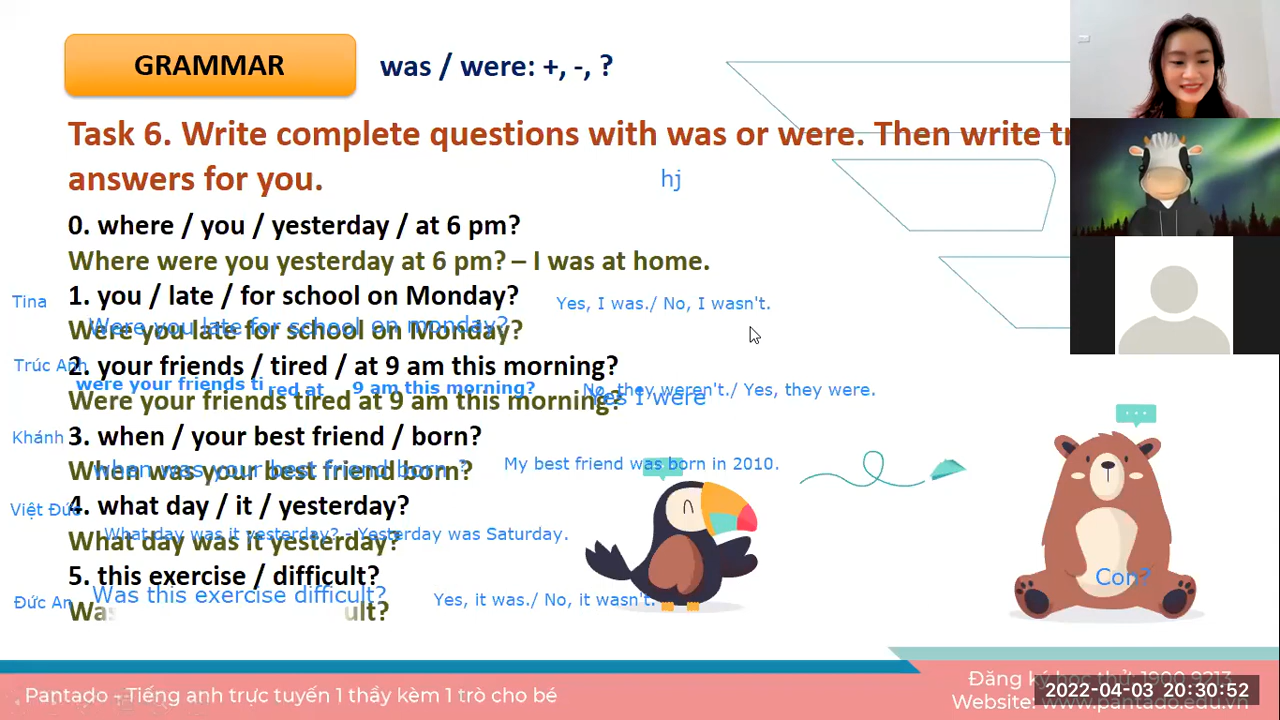 GRAMMAR
was / were: +, -, ?
Task 6. Write complete questions with was or were. Then write
answers for you.
hj
0. where / you / yesterday / at 6 pm?
Where were you yesterday at 6 pm? – I was at home.
Tina
1. you / late / for school on Monday?
Yes, I was./ No, I wasn't.
Were you late for school on monday?
Were you late for school on Monday?
Trúc Anh
2. your friends / tired / at 9 am this morning?
were your friends ti red at 9 am this morning?
No, they weren't./ Yes, they were.
Were your friends tired at 9 am this morning?
Yes I were
Khánh
3. when / your best friend / born?
when was your best friend born ?
My best friend was born in 2010.
When was your best friend born?
Việt Đức
4. what day / it / yesterday?
What day was it yesterday? - Yesterday was Saturday.
What day was it yesterday?
5. this exercise / difficult?
Con?
Đức An
Was this exercise difficult?
Yes, it was./ No, it wasn't.
Was ult?
Pantado - Tiếng anh trực tuyến 1 thầy kèm 1 trò cho bé
Đăng ký học thử: 1900 9213
Website: www.pantado.edu.vn
2022-04-03 20:30:52